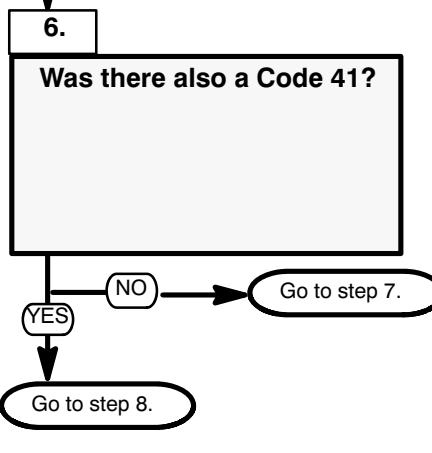 6.
Was there also a Code 41?
NO
Go to step 7.
YES
Go to step 8.